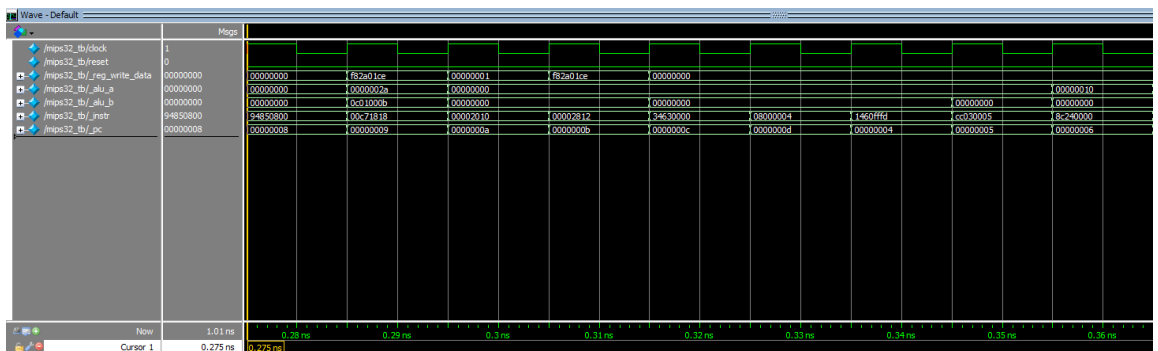 Wave - Default
Msgs
/mips32_tb/clock 1
/mips32_tb/reset 0
/mips32_tb/_reg_write_data 00000000 00000000 f82a01ce 00000001 f82a01ce 00000000
/mips32_tb/_alu_a 00000000 00000000 0000002a 00000000 00000010
/mips32_tb/_alu_b 00000000 00000000 0c01000b 00000000 00000000 00000000 00000000
/mips32_tb/_instr 94850800 94850800 00c71818 00002010 00002812 34630000 08000004 1460fffd cc030005 8c240000
/mips32_tb/_pc 00000008 00000008 00000009 0000000a 0000000b 0000000c 0000000d 00000004 00000005 00000006
Now 1.01 ns 0.28 ns 0.29 ns 0.3 ns 0.31 ns 0.32 ns 0.33 ns 0.34 ns 0.35 ns 0.36 ns
Cursor 1 0.275 ns 0.275 ns